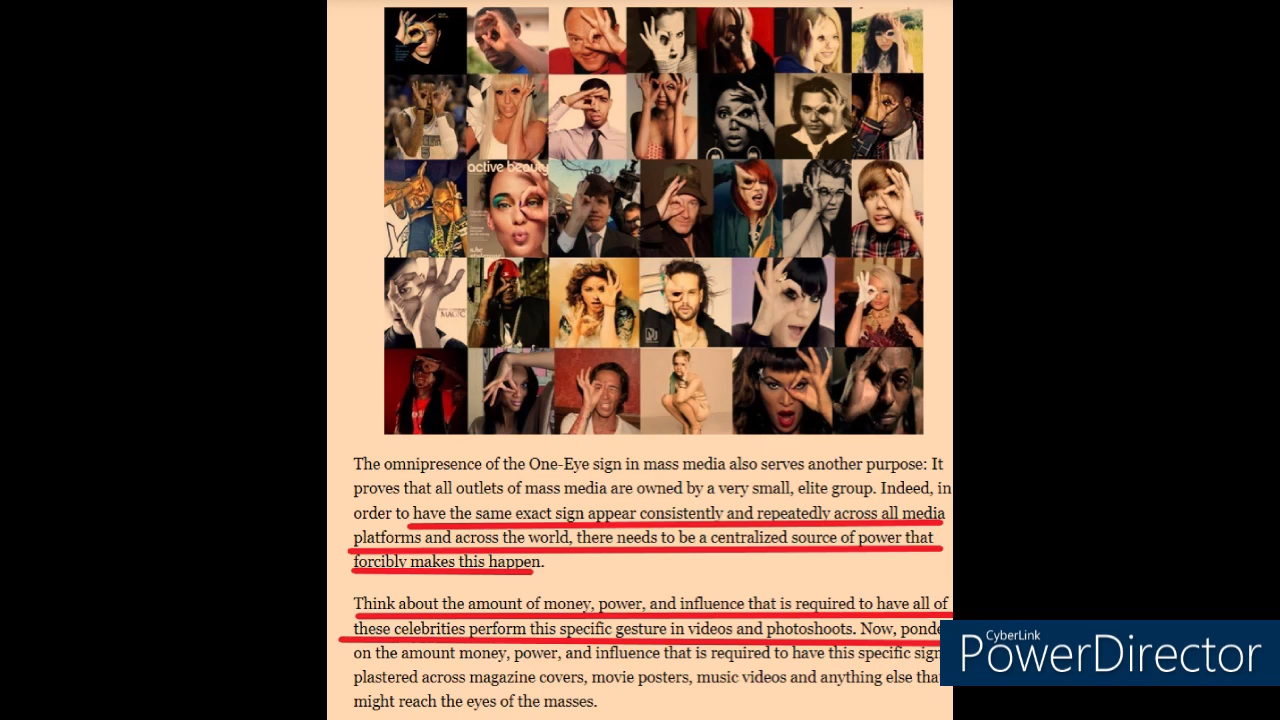 active beauty
MAGIC
The omnipresence of the One-Eye sign in mass media also serves another purpose: It
proves that all outlets of mass media are owned by a very small, elite group. Indeed, in
order to have the same exact sign appear consistently and repeatedly across all media
platforms and across the world, there needs to be a centralized source of power that
forcibly makes this happen.
Think about the amount of money, power, and influence that is required to have all of
these celebrities perform this specific gesture in videos and photoshoots. Now, ponde
on the amount money, power, and influence that is required to have this specific sign
plastered across magazine covers, movie posters, music videos and anything else tha
might reach the eyes of the masses.
CyberLink
PowerDirector